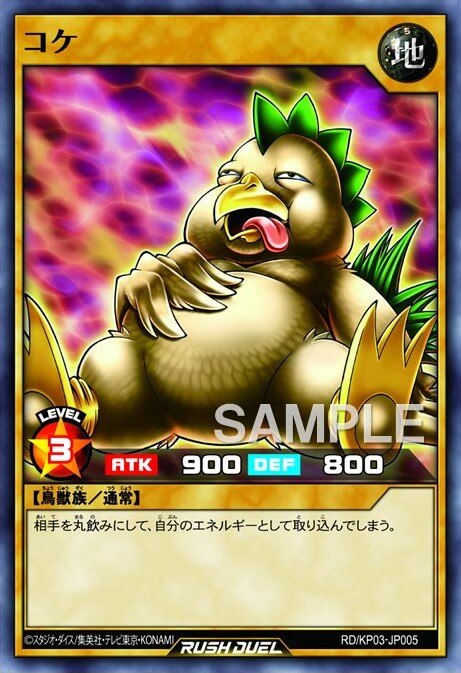 コケ
地
SAMPLE
LEVEL
3
ATK 900 DEF 800
【鳥獣族／通常】
相手を丸飲みにして、自分のエネルギーとして取り込んでしまう。
©スタジオ・ダイス/集英社・テレビ東京・KONAMI
RUSH DUEL
RD/KP03-JP005